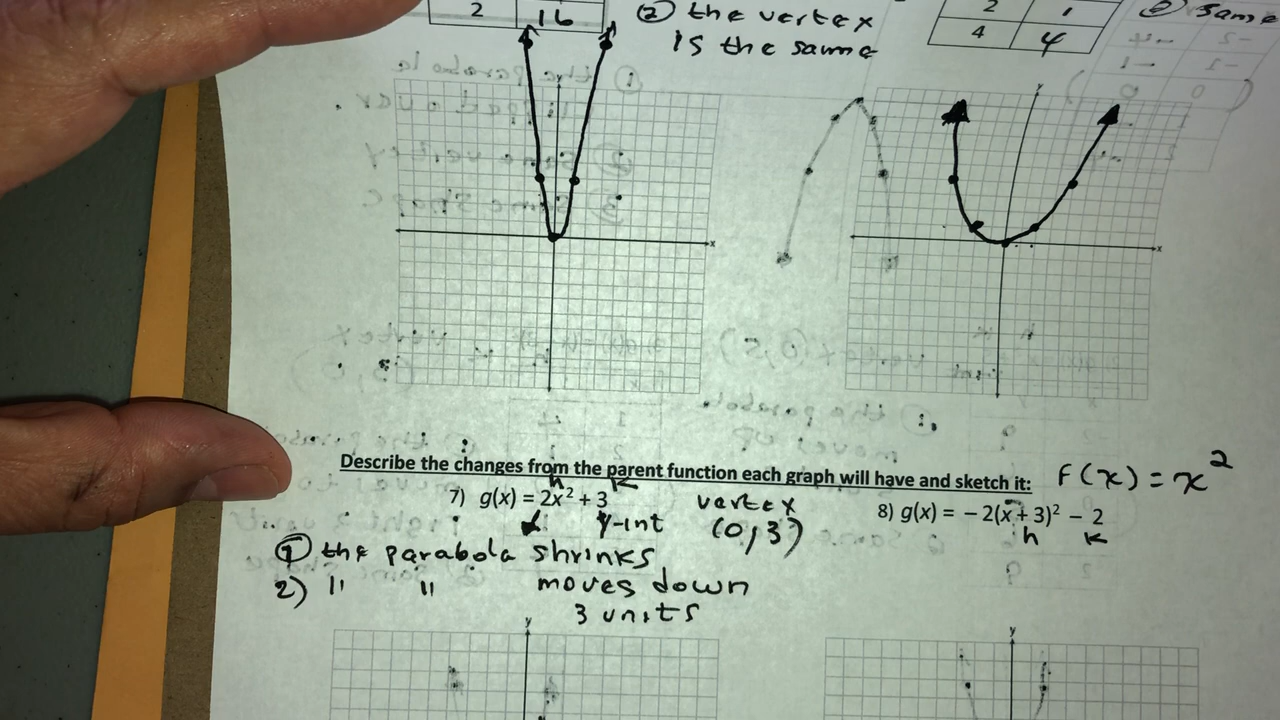 2 16
② the vertex
is the same
2 1
4 4
② same
y
x
y
x
Describe the changes from the parent function each graph will have and sketch it: F(x) = x²
h k
7) g(x) = 2x² + 3
y-int
vertex
(0,3)
8) g(x) = − 2(x + 3)² − 2
h k
① the parabola shrinks
2) " " moves down
3 units
y
y